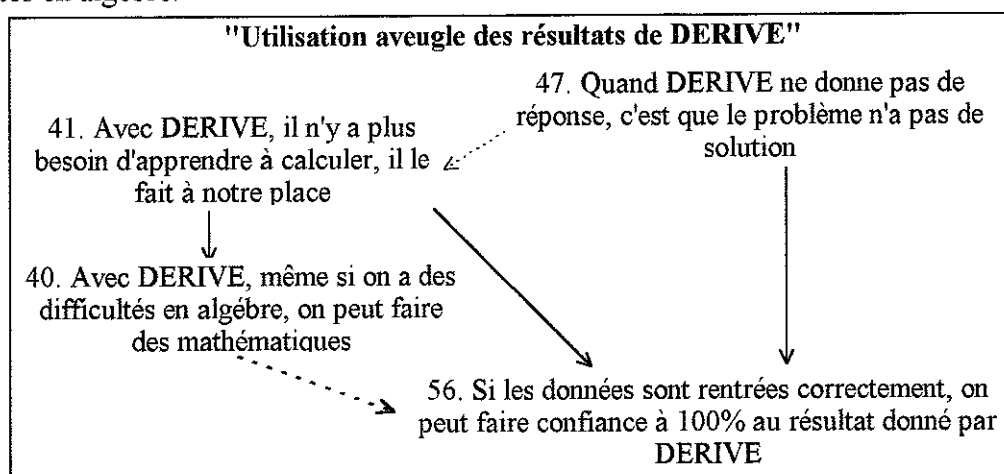 "Utilisation aveugle des résultats de DERIVE"
47. Quand DERIVE ne donne pas de
réponse, c'est que le problème n'a pas de
solution
41. Avec DERIVE, il n'y a plus
besoin d'apprendre à calculer, il le
fait à notre place
40. Avec DERIVE, même si on a des
difficultés en algébre, on peut faire
des mathématiques
56. Si les données sont rentrées correctement, on
peut faire confiance à 100% au résultat donné par
DERIVE